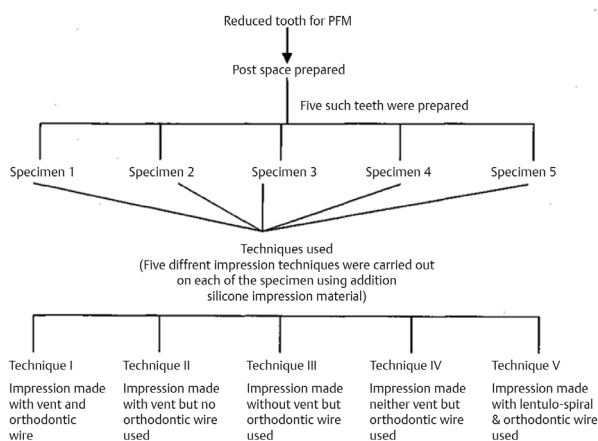 Reduced tooth for PFM
Post space prepared
Five such teeth were prepared
Specimen 1
Specimen 2
Specimen 3
Specimen 4
Specimen 5
Techniques used
(Five diffrent impression techniques were carried out
on each of the specimen using addition
silicone impression material)
Technique I
Impression made
with vent and
orthodontic
wire
Technique II
Impression made
with vent but no
orthodontic wire
used
Technique III
Impression made
without vent but
orthodontic wire
used
Technique IV
Impression made
neither vent but
orthodontic wire
used
Technique V
Impression made
with lentulo-spiral
& orthodontic wire
used